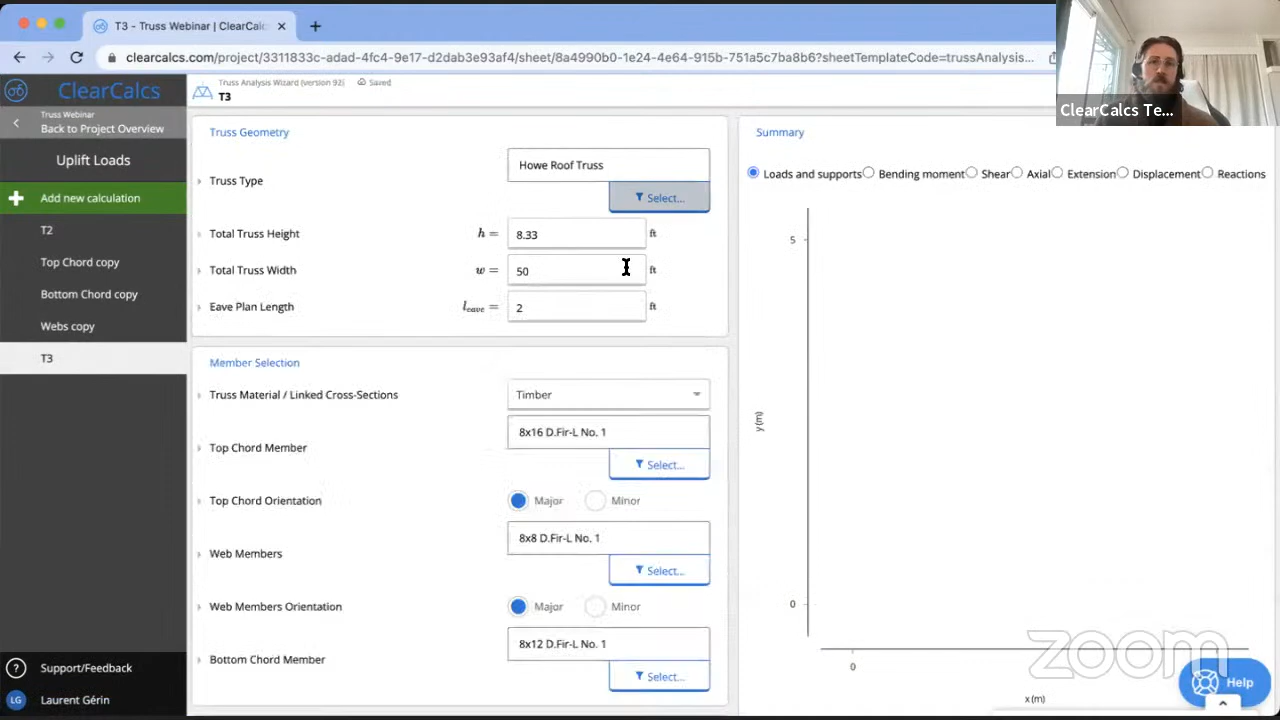 T3 - Truss Webinar | ClearCalc
clearcalcs.com/project/3311833c-adad-4fc4-9e17-d2dab3e93af4/sheet/8a4990b0-1e24-4e64-915b-751a5c7ba8b6?sheetTemplateCode=trussAnalysis...
ClearCalcs Te...
ClearCalcs
Truss Webinar
Back to Project Overview
Uplift Loads
Add new calculation
T2
Top Chord copy
Bottom Chord copy
Webs copy
T3
Support/Feedback
LG Laurent Gérin
Truss Analysis Wizard (version 92) Saved
T3
Truss Geometry
Truss Type Howe Roof Truss
Select...
Total Truss Height h = 8.33 ft
Total Truss Width w = 50 ft
Eave Plan Length leave = 2 ft
Member Selection
Truss Material / Linked Cross-Sections Timber
Top Chord Member 8x16 D.Fir-L No. 1
Select...
Top Chord Orientation Major Minor
Web Members 8x8 D.Fir-L No. 1
Select...
Web Members Orientation Major Minor
Bottom Chord Member 8x12 D.Fir-L No. 1
Select...
Summary
Loads and supports Bending moment Shear Axial Extension Displacement Reactions
5
y (m)
0
0
x (m)
zoom
Help